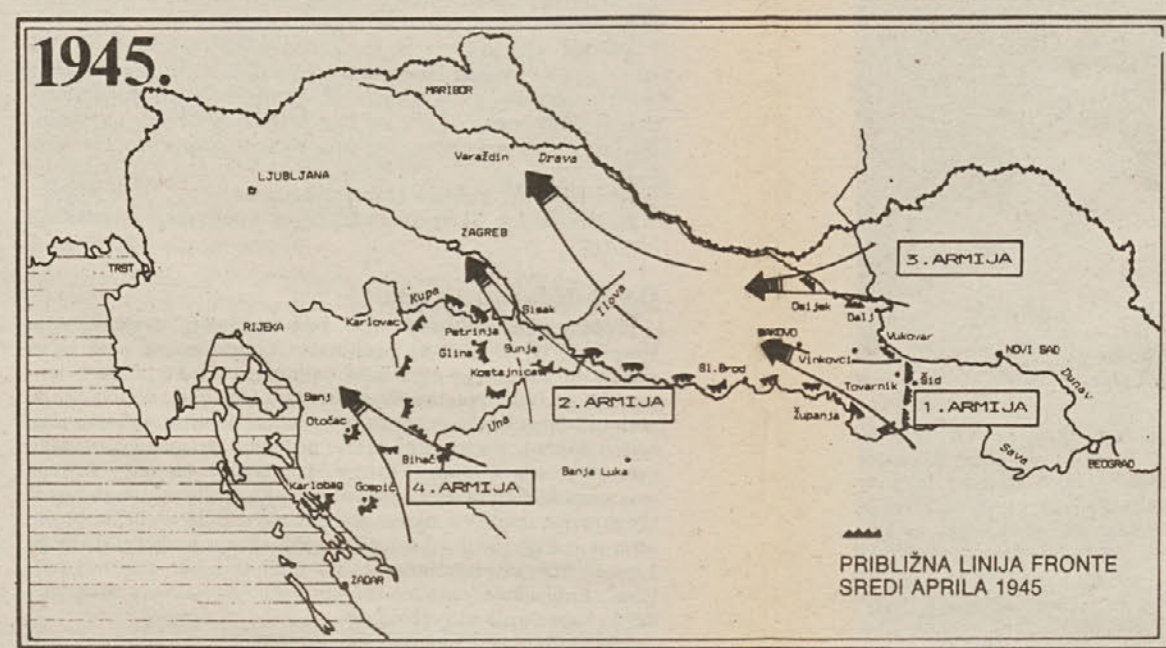 1945.
MARIBOR
Varaždin
Drava
LJUBLJANA
ZAGREB
TRST
3. ARMIJA
Kupa
Sisak
Ilova
Osijek
Dalj
Karlovac
Petrinja
RIJEKA
Glina
Sunja
ĐAKOVO
Vukovar
Vinkovci
NOVI SAD
Kostajnica
Sl.Brod
Tovarnik
Šid
Dunav
Senj
2. ARMIJA
1. ARMIJA
Otočac
Una
Županja
Bihać
Banja Luka
Sava
BEOGRAD
Karlobag
Gospić
4. ARMIJA
ZADAR
PRIBLIŽNA LINIJA FRONTE
SREDI APRILA 1945